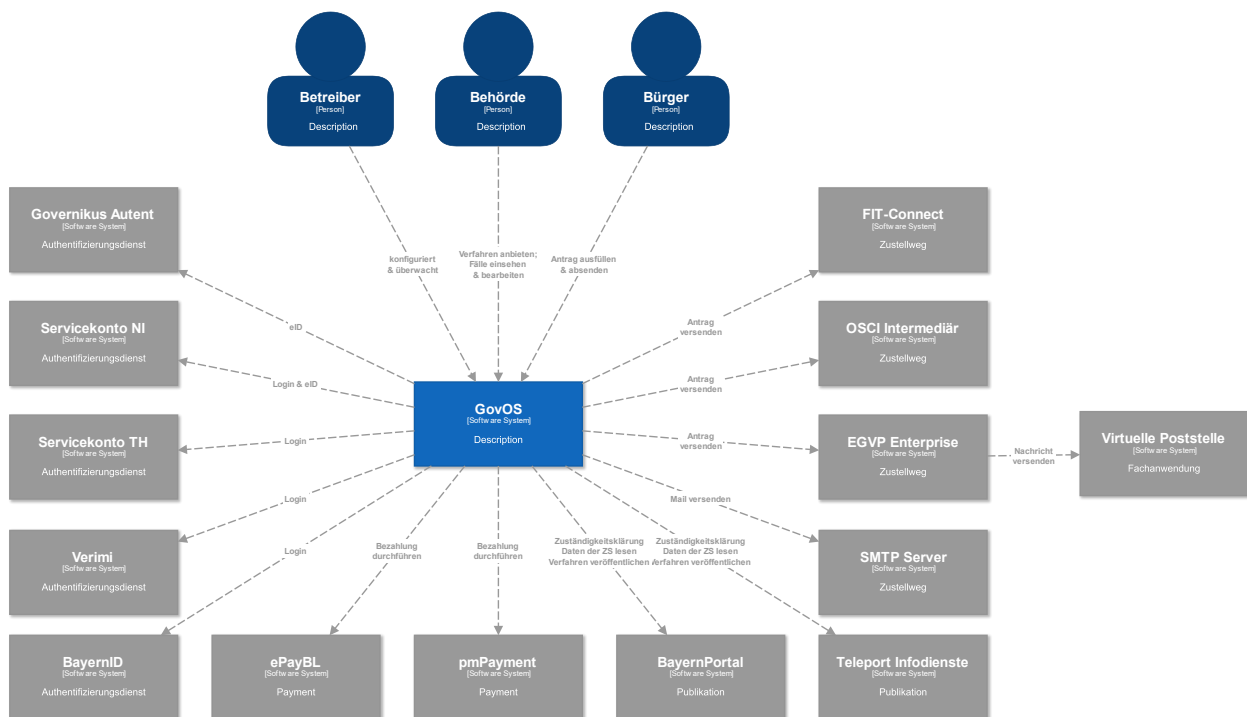 Betreiber
[Person]
Description
Behörde
[Person]
Description
Bürger
[Person]
Description
Governikus Autent
[Software System]
Authentifizierungsdienst
FIT-Connect
[Software System]
Zustellweg
konfiguriert
& überwacht
Verfahren anbieten;
Fälle einsehen
& bearbeiten
Antrag ausfüllen
& absenden
Servicekonto NI
[Software System]
Authentifizierungsdienst
eID
Antrag
versenden
OSCI Intermediär
[Software System]
Zustellweg
Login & eID
Antrag
versenden
GovOS
[Software System]
Description
Servicekonto TH
[Software System]
Authentifizierungsdienst
Login
Antrag
versenden
EGVP Enterprise
[Software System]
Zustellweg
Nachricht
versenden
Virtuelle Poststelle
[Software System]
Fachanwendung
Login
Mail versenden
Verimi
[Software System]
Authentifizierungsdienst
Login
Bezahlung
durchführen
Bezahlung
durchführen
Zuständigkeitsklärung
Daten der ZS lesen
Verfahren veröffentlichen
Zuständigkeitsklärung
Daten der ZS lesen
Verfahren veröffentlichen
SMTP Server
[Software System]
Zustellweg
BayernID
[Software System]
Authentifizierungsdienst
ePayBL
[Software System]
Payment
pmPayment
[Software System]
Payment
BayernPortal
[Software System]
Publikation
Teleport Infodienste
[Software System]
Publikation